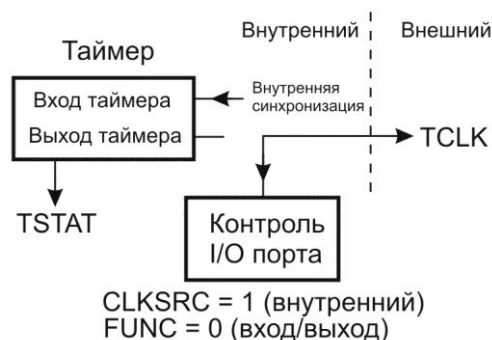 Внутренний
Внешний
Таймер
Вход таймера
Внутренняя
синхронизация
Выход таймера
TCLK
TSTAT
Контроль
I/O порта
CLKSRC = 1 (внутренний)
FUNC = 0 (вход/выход)